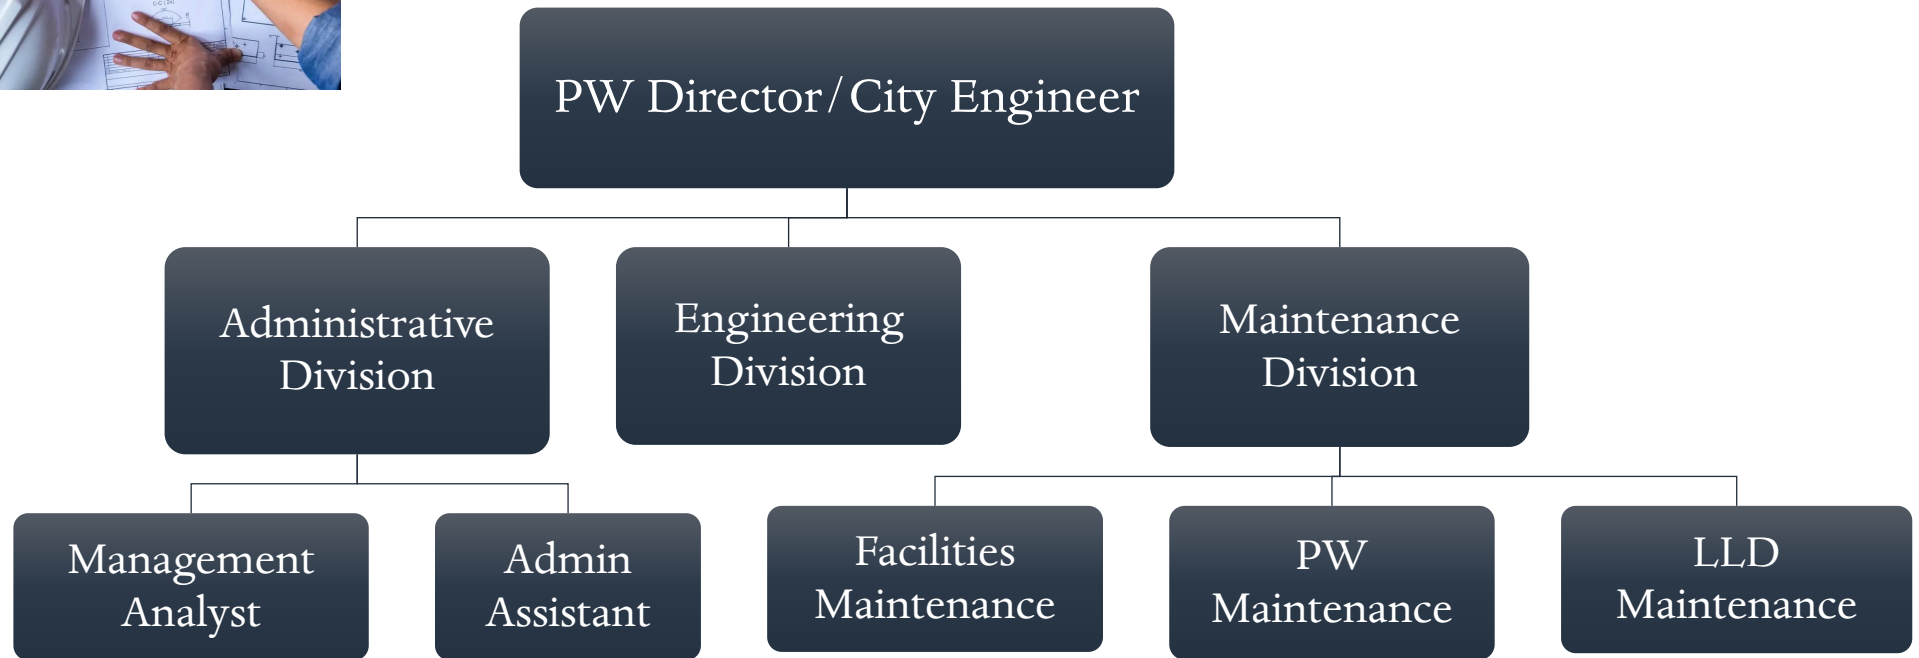 PW Director/City Engineer
Administrative
Division
Engineering
Division
Maintenance
Division
Management
Analyst
Admin
Assistant
Facilities
Maintenance
PW
Maintenance
LLD
Maintenance